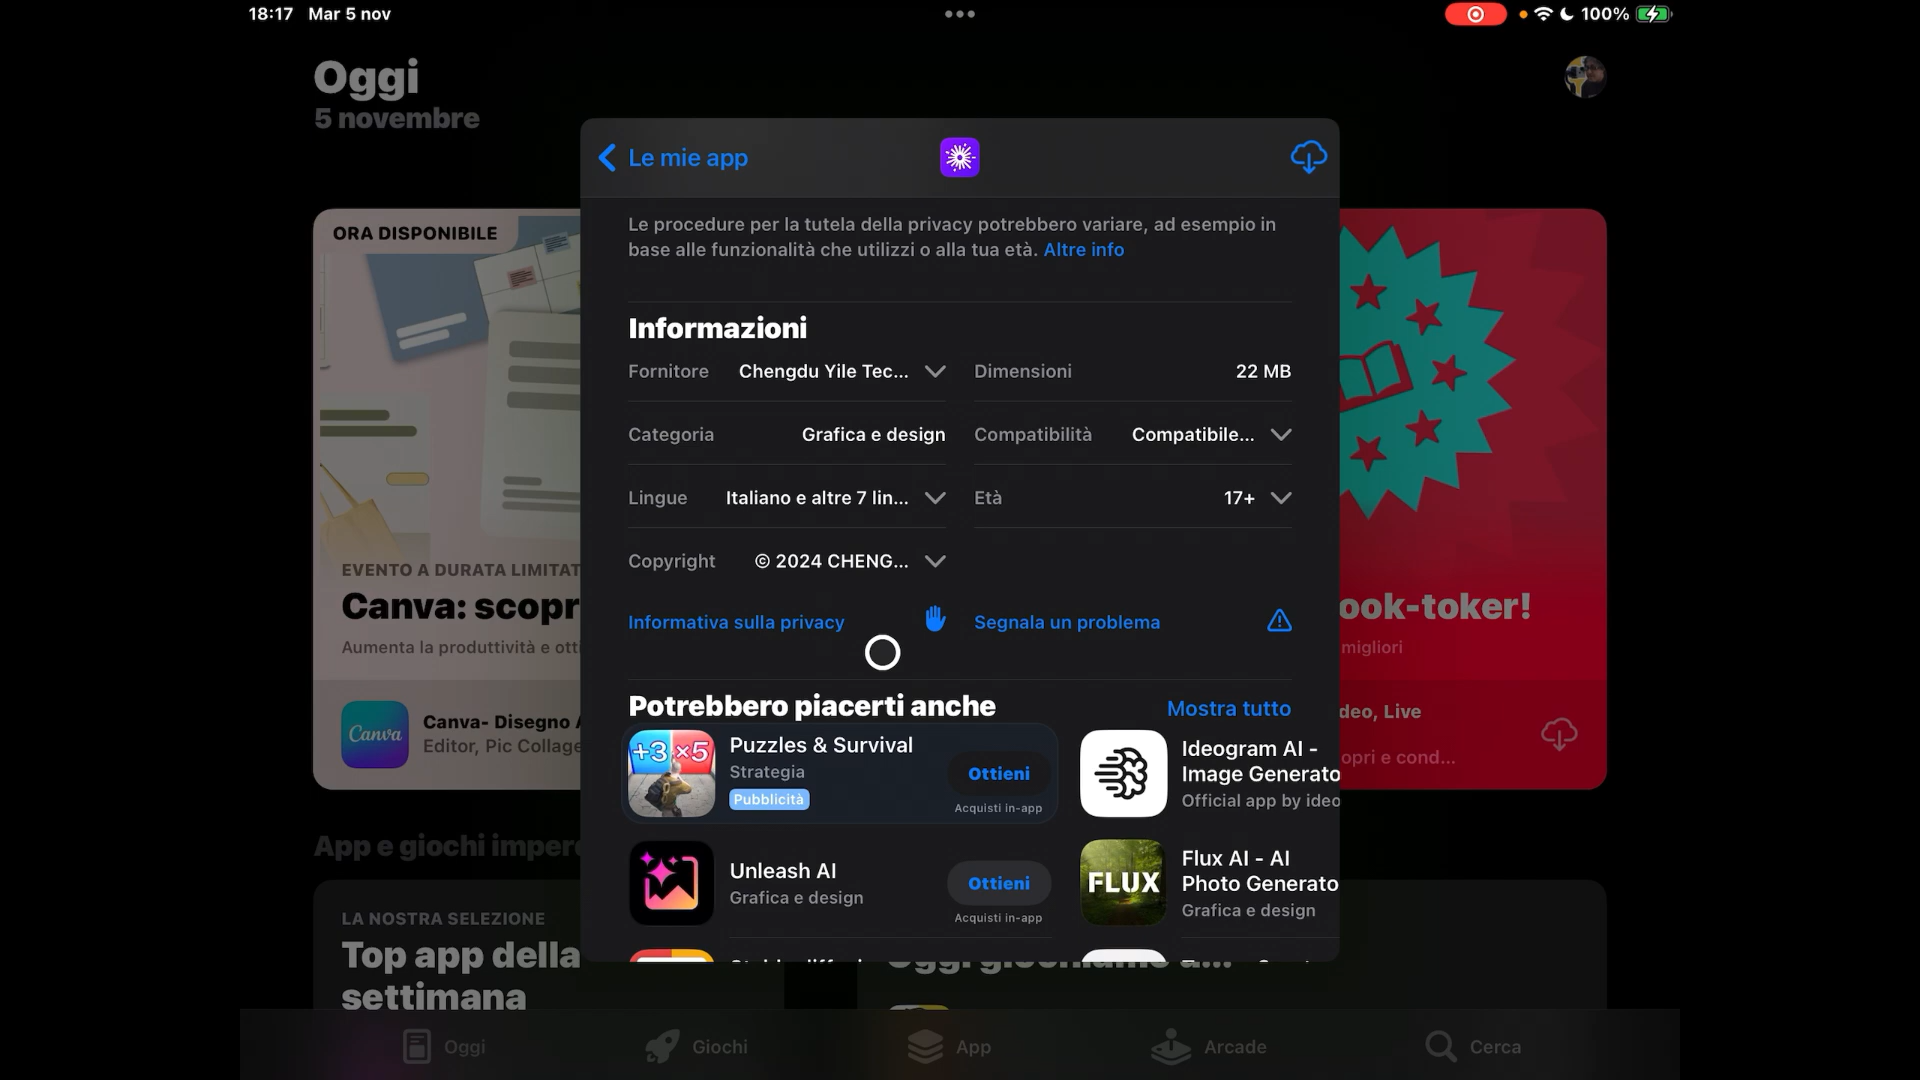 18:17 Mar 5 nov
100%
Oggi
5 novembre
Le mie app
Le procedure per la tutela della privacy potrebbero variare, ad esempio in
base alle funzionalità che utilizzi o alla tua età. Altre info
Informazioni
Fornitore Chengdu Yile Tec...
Dimensioni 22 MB
Categoria Grafica e design
Compatibilità Compatibile...
Lingue Italiano e altre 7 lin...
Età 17+
Copyright © 2024 CHENG...
Informativa sulla privacy
Segnala un problema
Potrebbero piacerti anche
Mostra tutto
+3 ×5
Puzzles & Survival
Strategia
Pubblicità
Ottieni
Acquisti in-app
Ideogram AI -
Image Generato
Official app by ideo
Unleash AI
Grafica e design
Ottieni
Acquisti in-app
FLUX
Flux AI - AI
Photo Generato
Grafica e design
ORA DISPONIBILE
EVENTO A DURATA LIMITAT
Canva: scopr
Aumenta la produttività e otti
Canva
Canva- Disegno
Editor, Pic Collage
ook-toker!
migliori
deo, Live
opri e cond...
App e giochi imper
LA NOSTRA SELEZIONE
Top app della
settimana
Oggi
Giochi
App
Arcade
Cerca